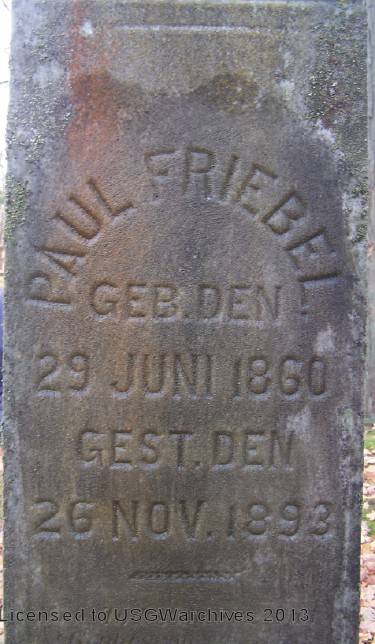 PAUL FRIEBEL
GEB. DEN
29 JUNI 1860
GEST. DEN
26 NOV. 1893
Licensed to USGWarchives 2013